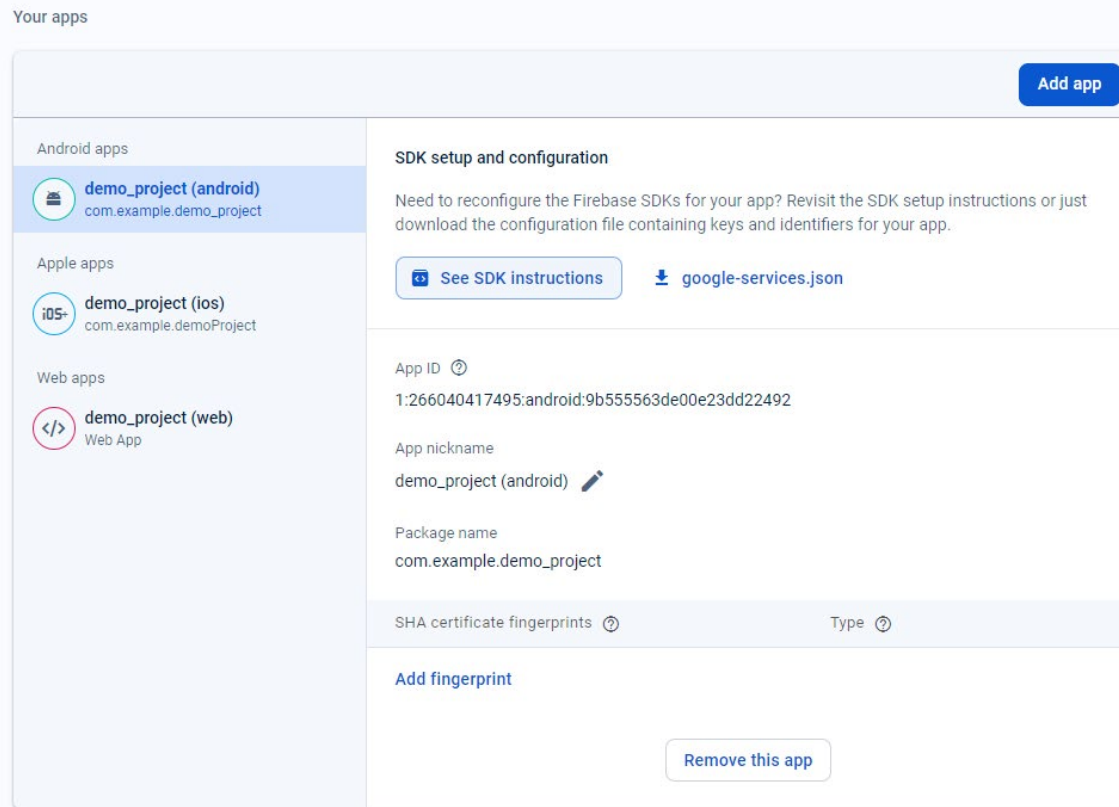 Your apps
Add app
Android apps
demo_project (android)
com.example.demo_project
Apple apps
iOS+
demo_project (ios)
com.example.demoProject
Web apps
</>
demo_project (web)
Web App
SDK setup and configuration
Need to reconfigure the Firebase SDKs for your app? Revisit the SDK setup instructions or just
download the configuration file containing keys and identifiers for your app.
See SDK instructions
google-services.json
App ID
1:266040417495:android:9b555563de00e23dd22492
App nickname
demo_project (android)
Package name
com.example.demo_project
SHA certificate fingerprints
Type
Add fingerprint
Remove this app